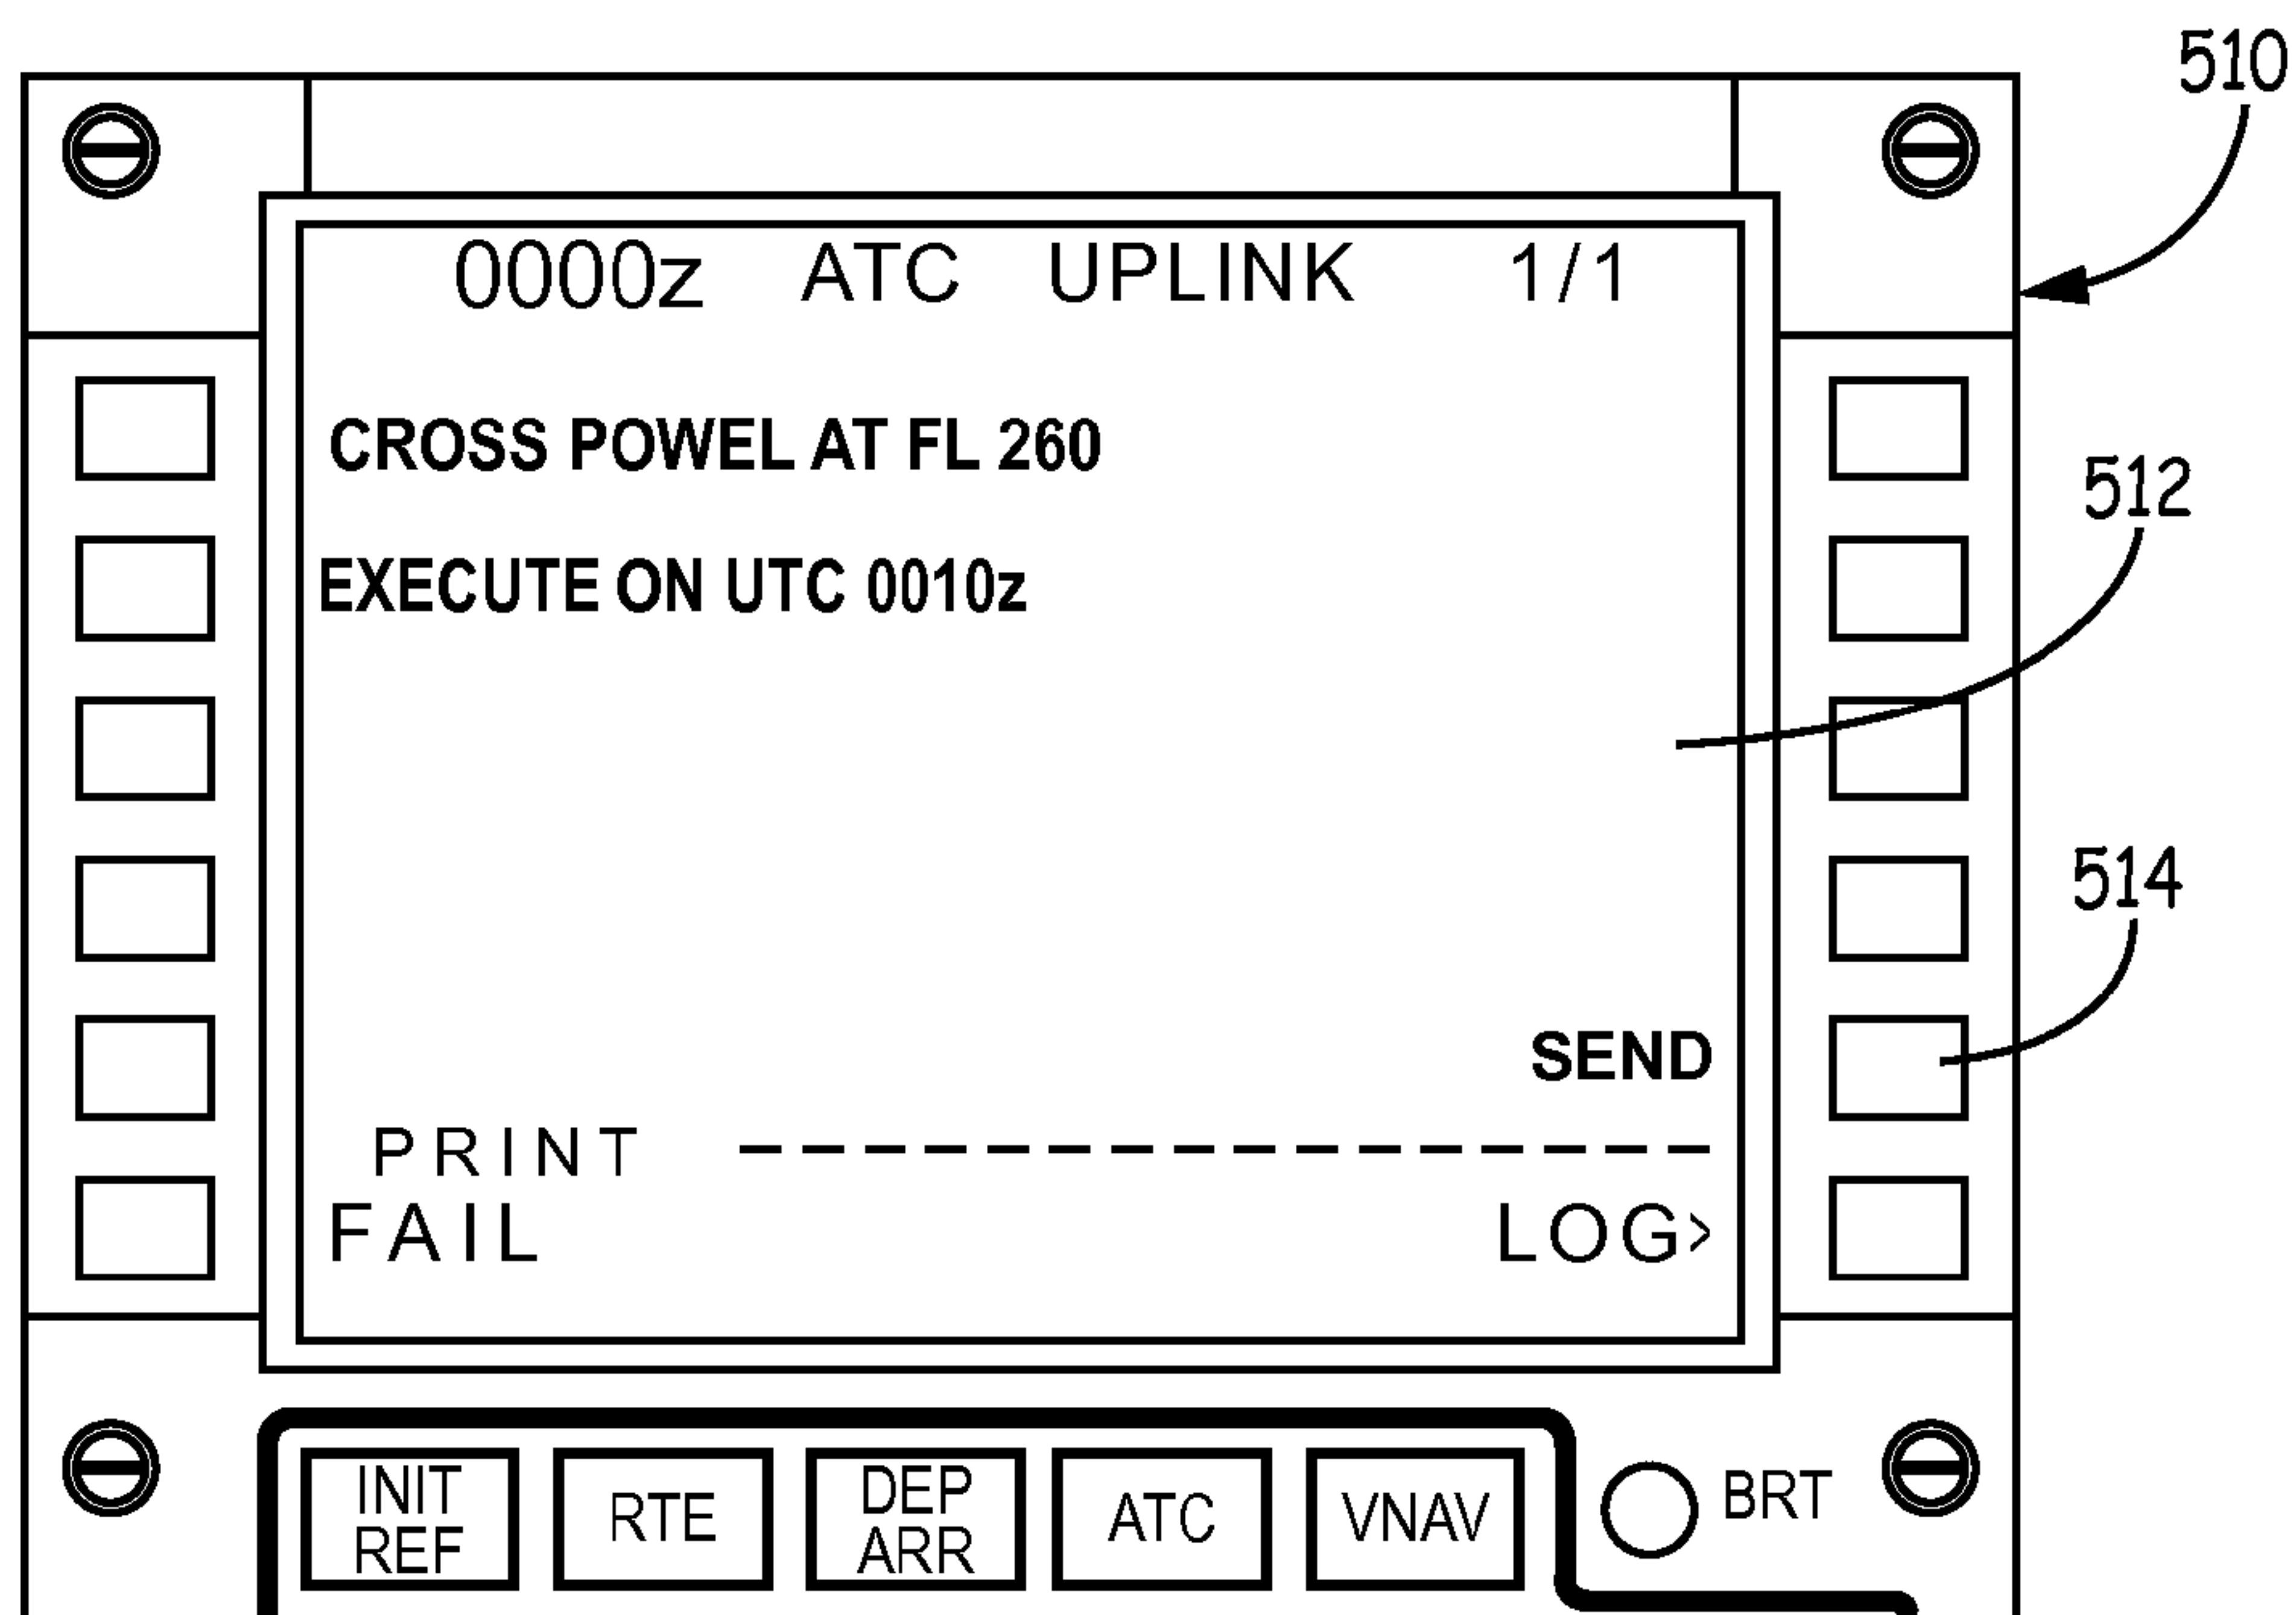 510
0000z ATC UPLINK 1/1
CROSS POWEL AT FL 260
512
EXECUTE ON UTC 0010z
514
SEND
PRINT ----------------
FAIL LOG>
INIT REF
RTE
DEP ARR
ATC
VNAV
BRT